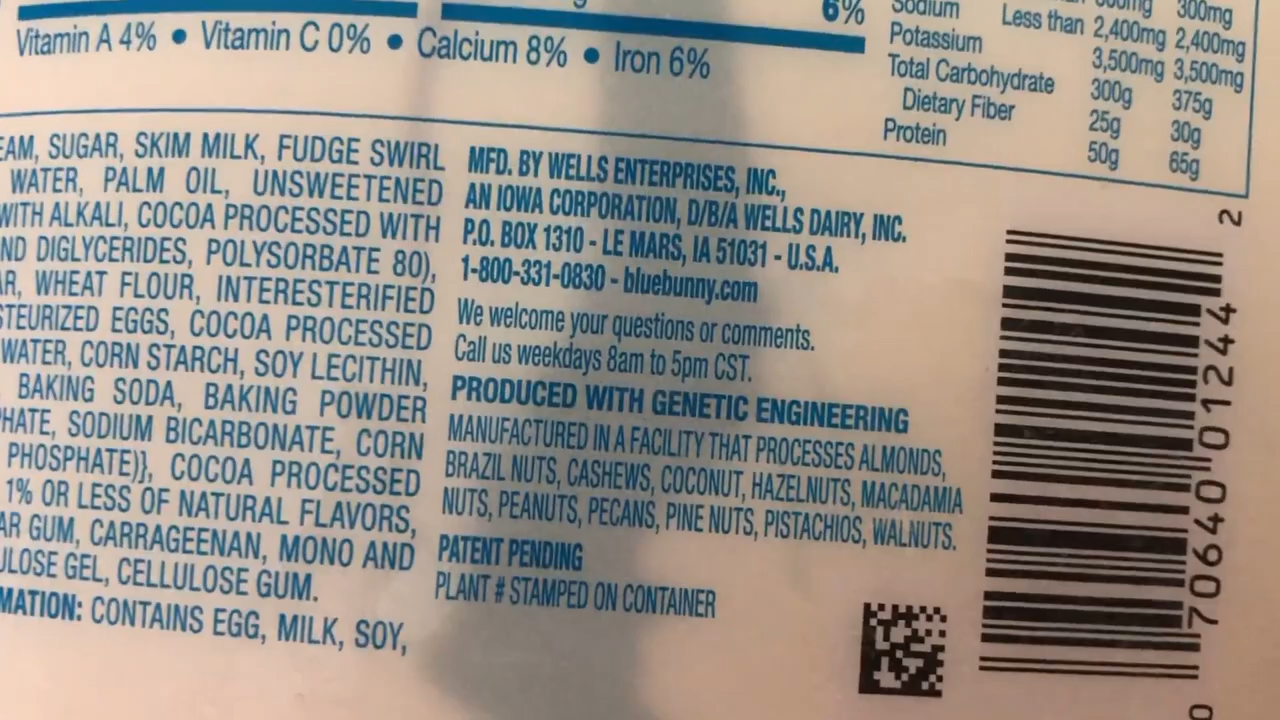 6%
Vitamin A 4% • Vitamin C 0% • Calcium 8% • Iron 6%
300mg
Sodium Less than 2,400mg 2,400mg
Potassium 3,500mg 3,500mg
Total Carbohydrate 300g 375g
Dietary Fiber 25g 30g
Protein 50g 65g
SUGAR, SKIM MILK, FUDGE SWIRL
WATER, PALM OIL, UNSWEETENED
WITH ALKALI, COCOA PROCESSED WITH
DIGLYCERIDES, POLYSORBATE 80),
WHEAT FLOUR, INTERESTERIFIED
EGGS, COCOA PROCESSED
WATER, CORN STARCH, SOY LECITHIN,
BAKING SODA, BAKING POWDER
SODIUM BICARBONATE, CORN
PHOSPHATE)}, COCOA PROCESSED
1% OR LESS OF NATURAL FLAVORS,
GUM, CARRAGEENAN, MONO AND
GEL, CELLULOSE GUM.
CONTAINS EGG, MILK, SOY,
MFD. BY WELLS ENTERPRISES, INC.,
AN IOWA CORPORATION, D/B/A WELLS DAIRY, INC.
P.O. BOX 1310 - LE MARS, IA 51031 - U.S.A.
1-800-331-0830 - bluebunny.com
We welcome your questions or comments.
Call us weekdays 8am to 5pm CST.
PRODUCED WITH GENETIC ENGINEERING
MANUFACTURED IN A FACILITY THAT PROCESSES ALMONDS,
BRAZIL NUTS, CASHEWS, COCONUT, HAZELNUTS, MACADAMIA
NUTS, PEANUTS, PECANS, PINE NUTS, PISTACHIOS, WALNUTS.
PATENT PENDING
PLANT # STAMPED ON CONTAINER
0 70640 01244 2